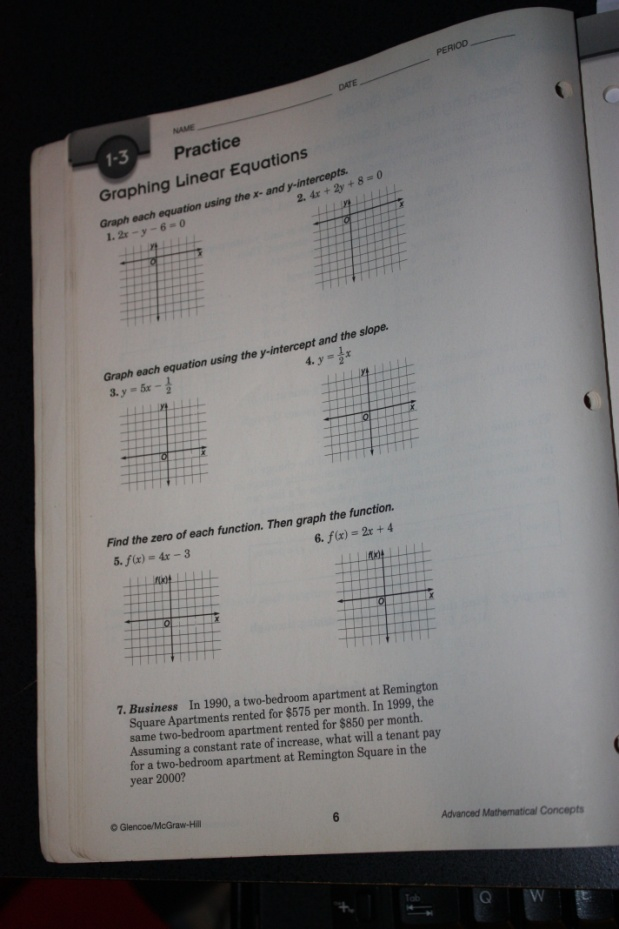 NAME ________ DATE ________ PERIOD ________
1-3
Practice
Graphing Linear Equations
Graph each equation using the x- and y-intercepts.
1. 2x − y − 6 = 0
2. 4x + 2y + 8 = 0
y
O
x
y
O
x
Graph each equation using the y-intercept and the slope.
3. y = 5x − 1/2
4. y = 1/2x
y
O
x
y
O
x
Find the zero of each function. Then graph the function.
5. f(x) = 4x − 3
6. f(x) = 2x + 4
f(x)
O
x
f(x)
O
x
7. Business In 1990, a two-bedroom apartment at Remington
Square Apartments rented for $575 per month. In 1999, the
same two-bedroom apartment rented for $850 per month.
Assuming a constant rate of increase, what will a tenant pay
for a two-bedroom apartment at Remington Square in the
year 2000?
© Glencoe/McGraw-Hill
6
Advanced Mathematical Concepts
Tab
Q
W